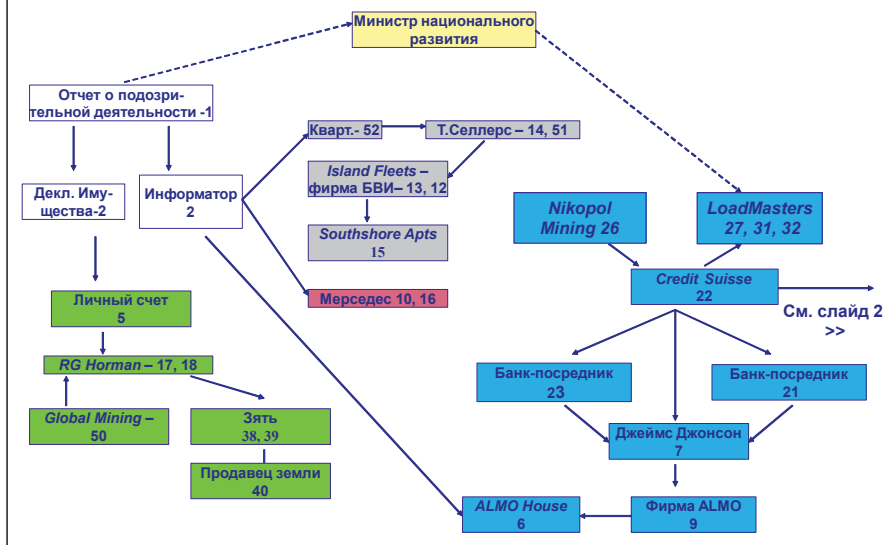 Министр национального
развития
Отчет о подозри-
тельной деятельности -1
Кварт.- 52
Т.Селлерс – 14, 51
Island Fleets –
фирма БВИ– 13, 12
Декл. Иму-
щества-2
Информатор
2
Nikopol
Mining 26
LoadMasters
27, 31, 32
Southshore Apts
15
Credit Suisse
22
Мерседес 10, 16
Личный счет
5
См. слайд 2
>>
RG Horman – 17, 18
Банк-посредник
23
Банк-посредник
21
Global Mining –
50
Зять
38, 39
Джеймс Джонсон
7
Продавец земли
40
ALMO House
6
Фирма ALMO
9